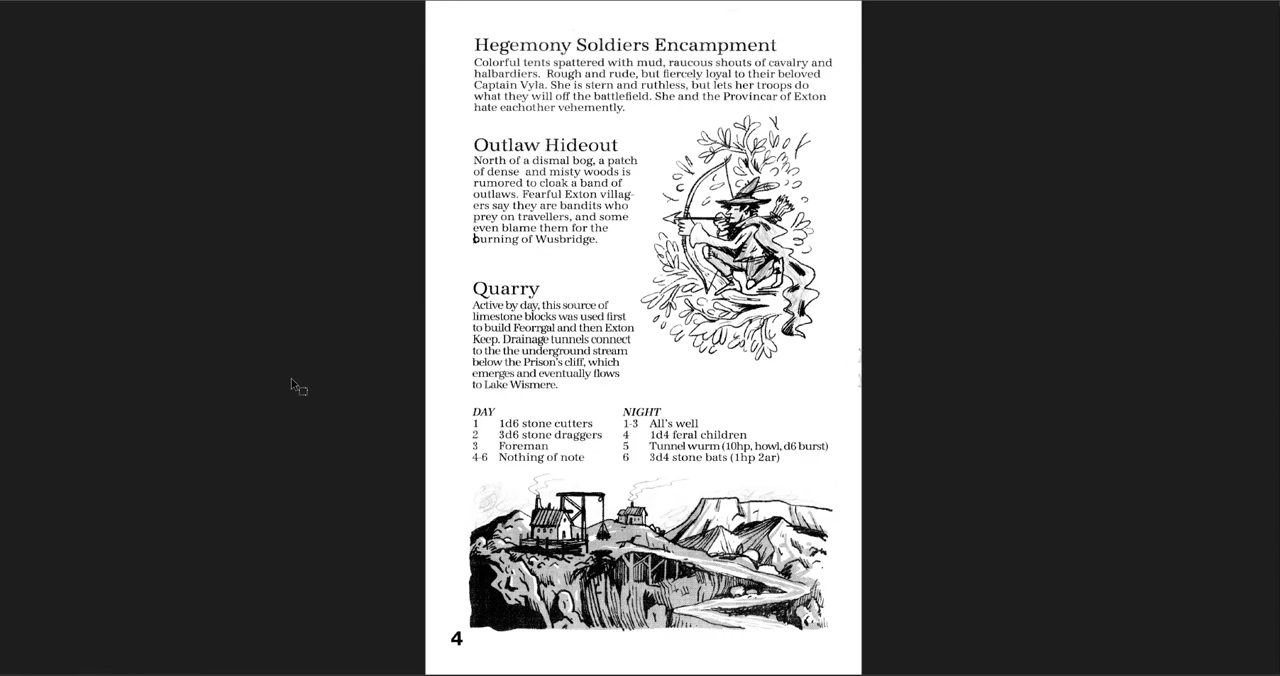 Hegemony Soldiers Encampment
Colorful tents spattered with mud, raucous shouts of cavalry and
halbardiers. Rough and rude, but fiercely loyal to their beloved
Captain Vyla. She is stern and ruthless, but lets her troops do
what they will off the battlefield. She and the Provincar of Exton
hate eachother vehemently.
Outlaw Hideout
North of a dismal bog, a patch
of dense and misty woods is
rumored to cloak a band of
outlaws. Fearful Exton villag-
ers say they are bandits who
prey on travellers, and some
even blame them for the
burning of Wusbridge.
Quarry
Active by day, this source of
limestone blocks was used first
to build Feorrgal and then Exton
Keep. Drainage tunnels connect
to the the underground stream
below the Prison's cliff, which
emerges and eventually flows
to Lake Wismere.
DAY
1 1d6 stone cutters
2 3d6 stone draggers
3 Foreman
4-6 Nothing of note
NIGHT
1-3 All's well
4 1d4 feral children
5 Tunnel wurm (10hp, howl, d6 burst)
6 3d4 stone bats (1hp 2ar)
4